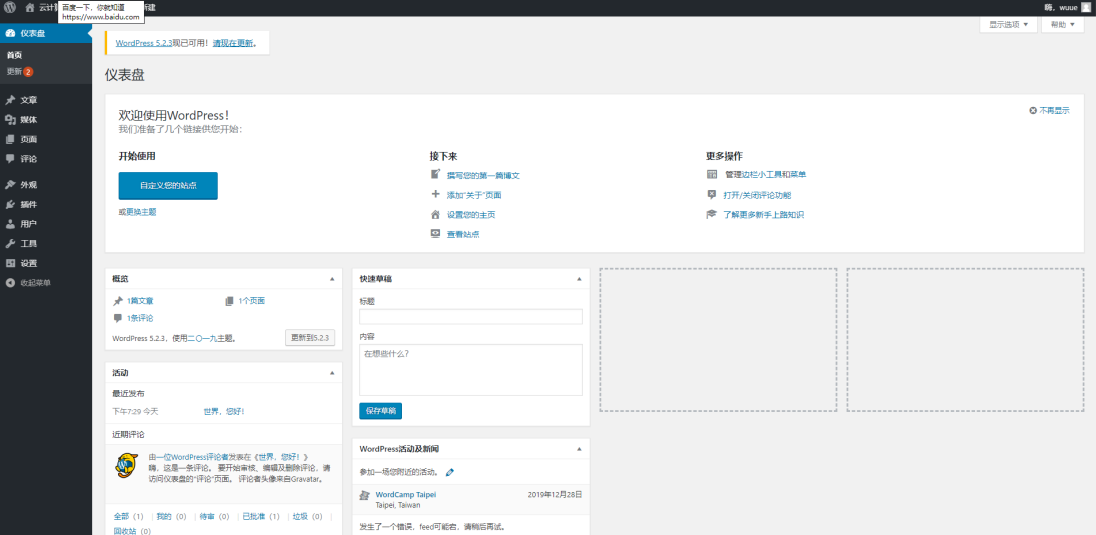 云计
百度一下，你就知道
https://www.baidu.com
新建
嗨，wuue
仪表盘
首页
更新 2
文章
媒体
页面
评论
外观
插件
用户
工具
设置
收起菜单
显示选项
帮助
WordPress 5.2.3现已可用！请现在更新。
仪表盘
欢迎使用WordPress！
我们准备了几个链接供您开始：
不再显示
开始使用
自定义您的站点
或更换主题
接下来
撰写您的第一篇博文
添加“关于”页面
设置您的主页
查看站点
更多操作
管理边栏小工具和菜单
打开/关闭评论功能
了解更多新手上路知识
概览
1篇文章
1个页面
1条评论
WordPress 5.2.3，使用二〇一九主题。
更新到5.2.3
活动
最近发布
下午7:29 今天
世界，您好！
近期评论
由一位WordPress评论者发表在《世界，您好！》
嗨，这是一条评论。 要开始审核、编辑及删除评论，请
访问仪表盘的“评论”页面。 评论者头像来自Gravatar。
全部（1） | 我的（0） | 待审（0） | 已批准（1） | 垃圾（0） |
回收站（0）
快速草稿
标题
内容
在想些什么？
保存草稿
WordPress活动及新闻
参加一场您附近的活动。
WordCamp Taipei
2019年12月28日
Taipei, Taiwan
发生了一个错误，feed可能宕，请稍后再试。